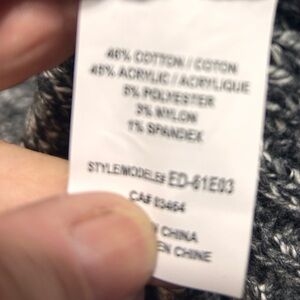 46% COTTON / COTON
45% ACRYLIC / ACRYLIQUE
5% POLYESTER
3% NYLON
1% SPANDEX
STYLE/MODELE# ED-61E03
CA# 03464
CHINA
EN CHINE